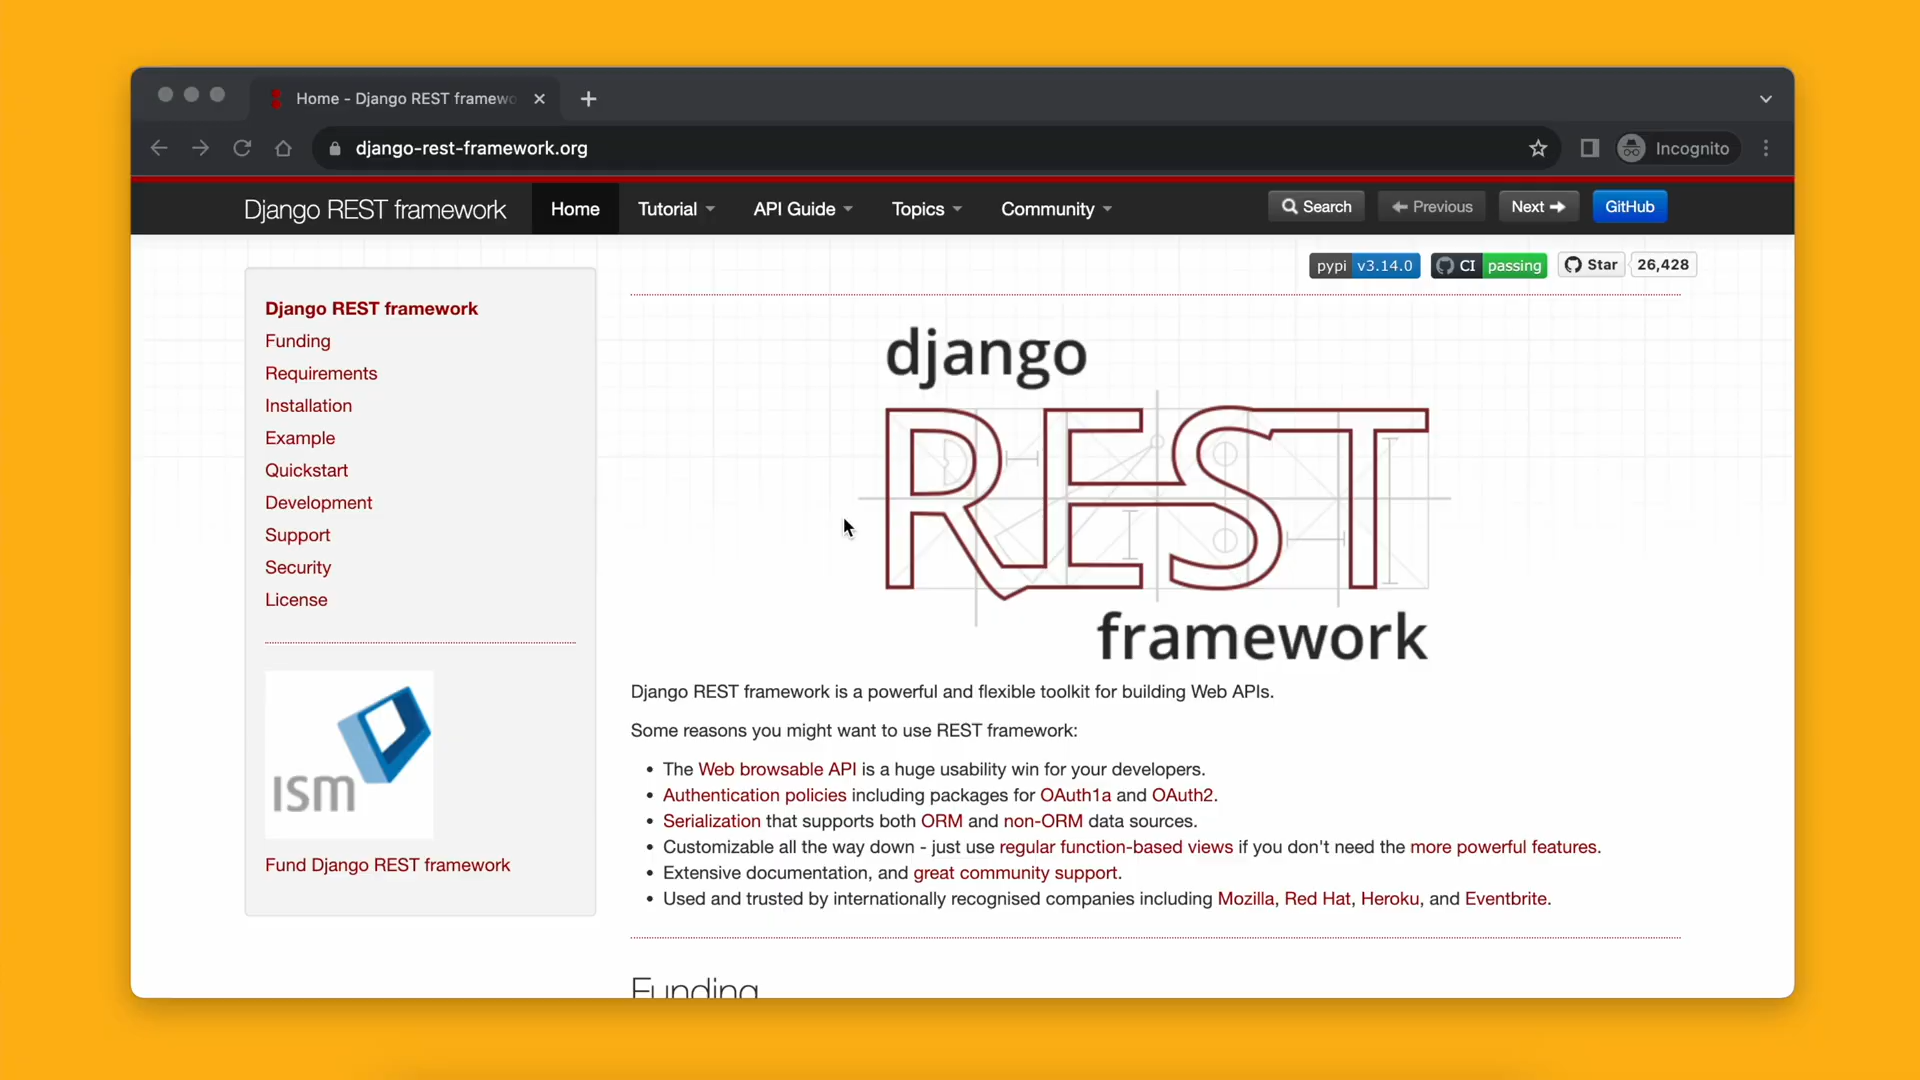 Home - Django REST framewo
django-rest-framework.org
Incognito
Django REST framework
Home
Tutorial
API Guide
Topics
Community
Search
Previous
Next
GitHub
pypi v3.14.0
CI passing
Star
26,428
Django REST framework
Funding
Requirements
Installation
Example
Quickstart
Development
Support
Security
License
ism
Fund Django REST framework
django
REST
framework
Django REST framework is a powerful and flexible toolkit for building Web APIs.
Some reasons you might want to use REST framework:
• The Web browsable API is a huge usability win for your developers.
• Authentication policies including packages for OAuth1a and OAuth2.
• Serialization that supports both ORM and non-ORM data sources.
• Customizable all the way down - just use regular function-based views if you don't need the more powerful features.
• Extensive documentation, and great community support.
• Used and trusted by internationally recognised companies including Mozilla, Red Hat, Heroku, and Eventbrite.
Funding